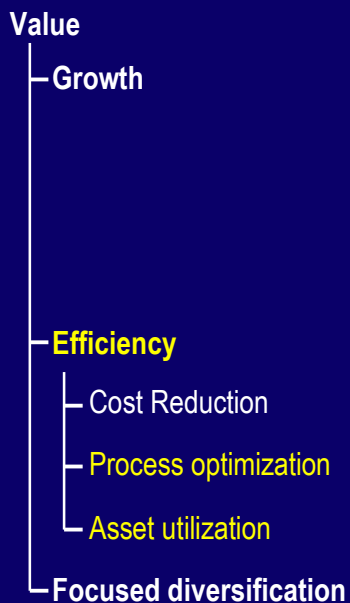 Value
Growth
Efficiency
Cost Reduction
Process optimization
Asset utilization
Focused diversification